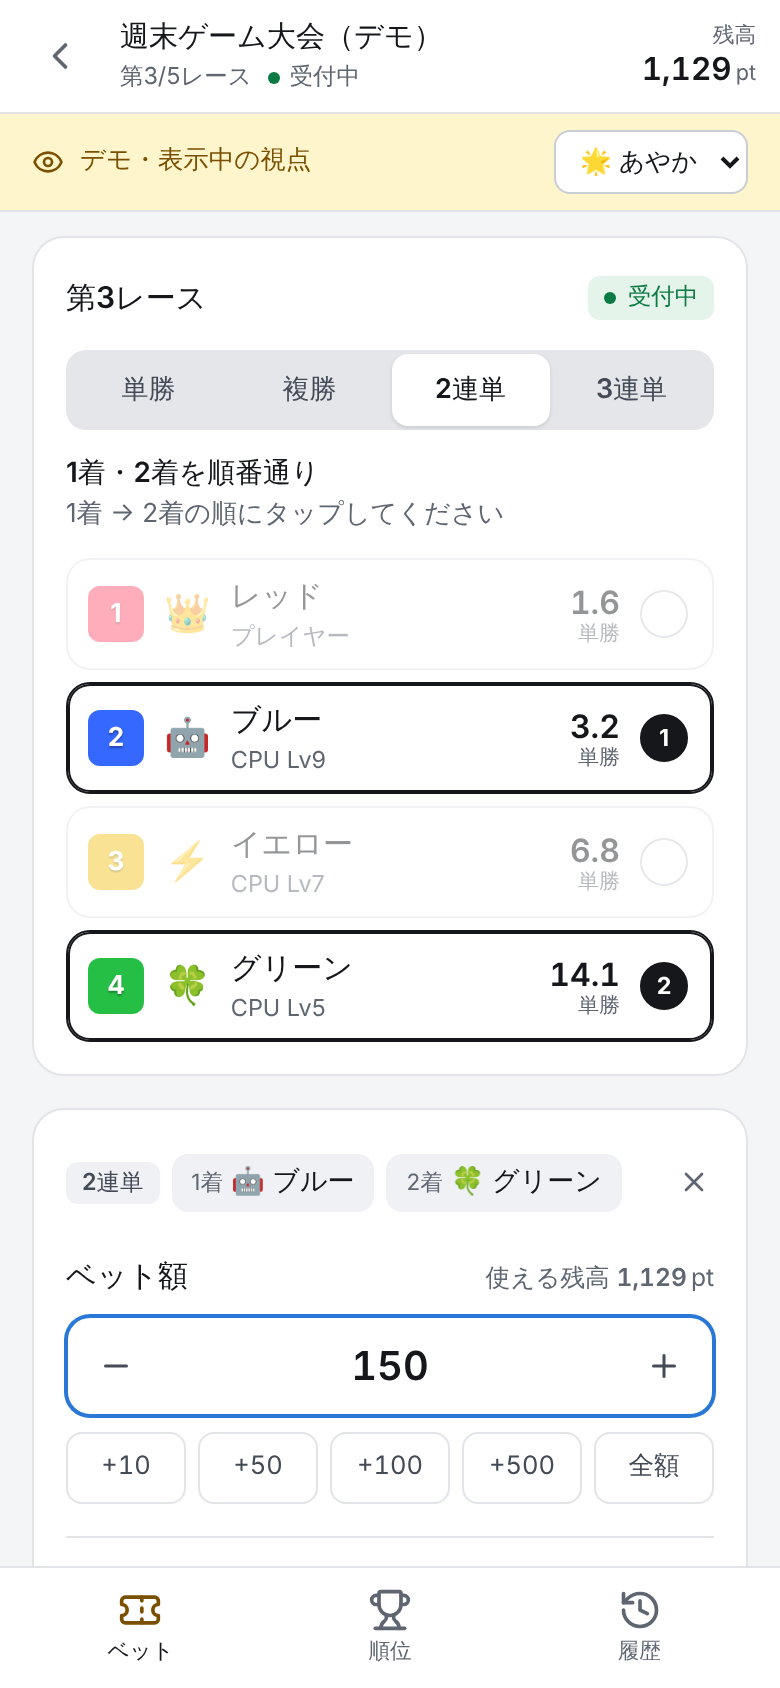 週末ゲーム大会（デモ）
第3/5レース ● 受付中
残高
1,129 pt
デモ・表示中の視点
🌟 あやか
第3レース
● 受付中
単勝 複勝 2連単 3連単
1着・2着を順番通り
1着 → 2着の順にタップしてください
1 👑 レッド 1.6
プレイヤー 単勝
2 🤖 ブルー 3.2 1
CPU Lv9 単勝
3 ⚡ イエロー 6.8
CPU Lv7 単勝
4 🍀 グリーン 14.1 2
CPU Lv5 単勝
2連単 1着 🤖 ブルー 2着 🍀 グリーン ×
ベット額 使える残高 1,129 pt
− 150 +
+10 +50 +100 +500 全額
ベット 順位 履歴